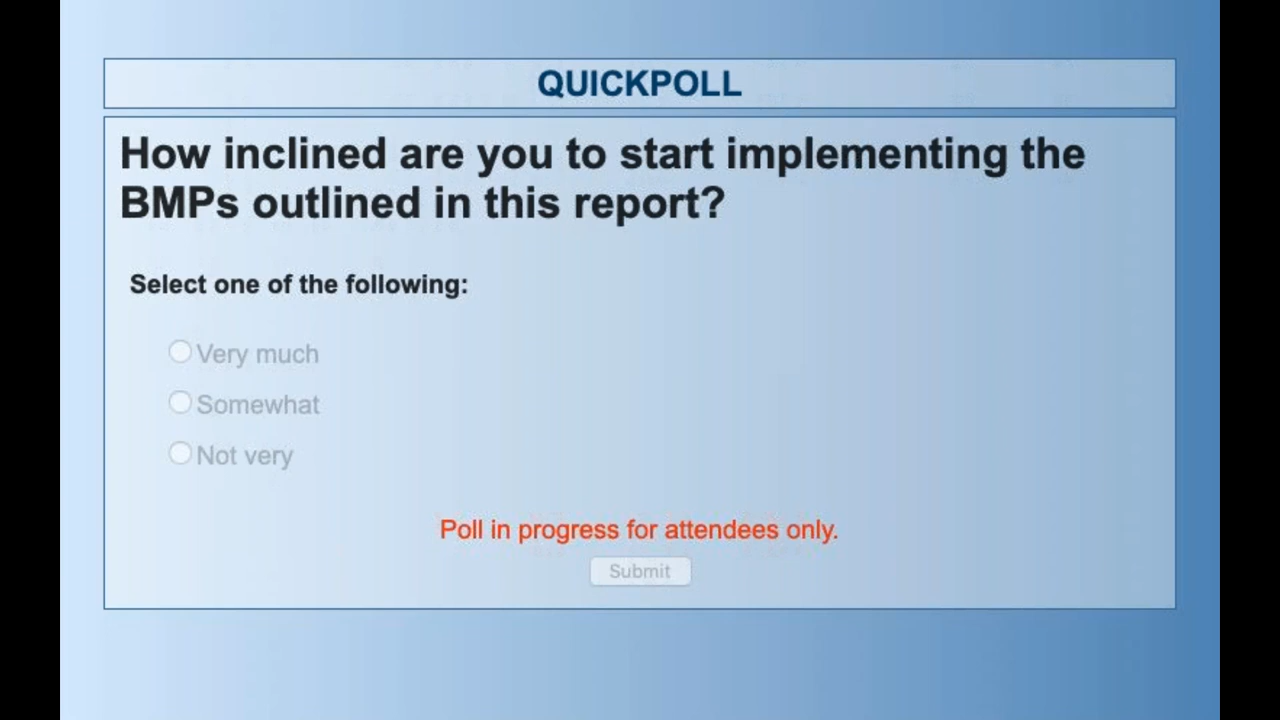 QUICKPOLL
How inclined are you to start implementing the
BMPs outlined in this report?
Select one of the following:
Very much
Somewhat
Not very
Poll in progress for attendees only.
Submit